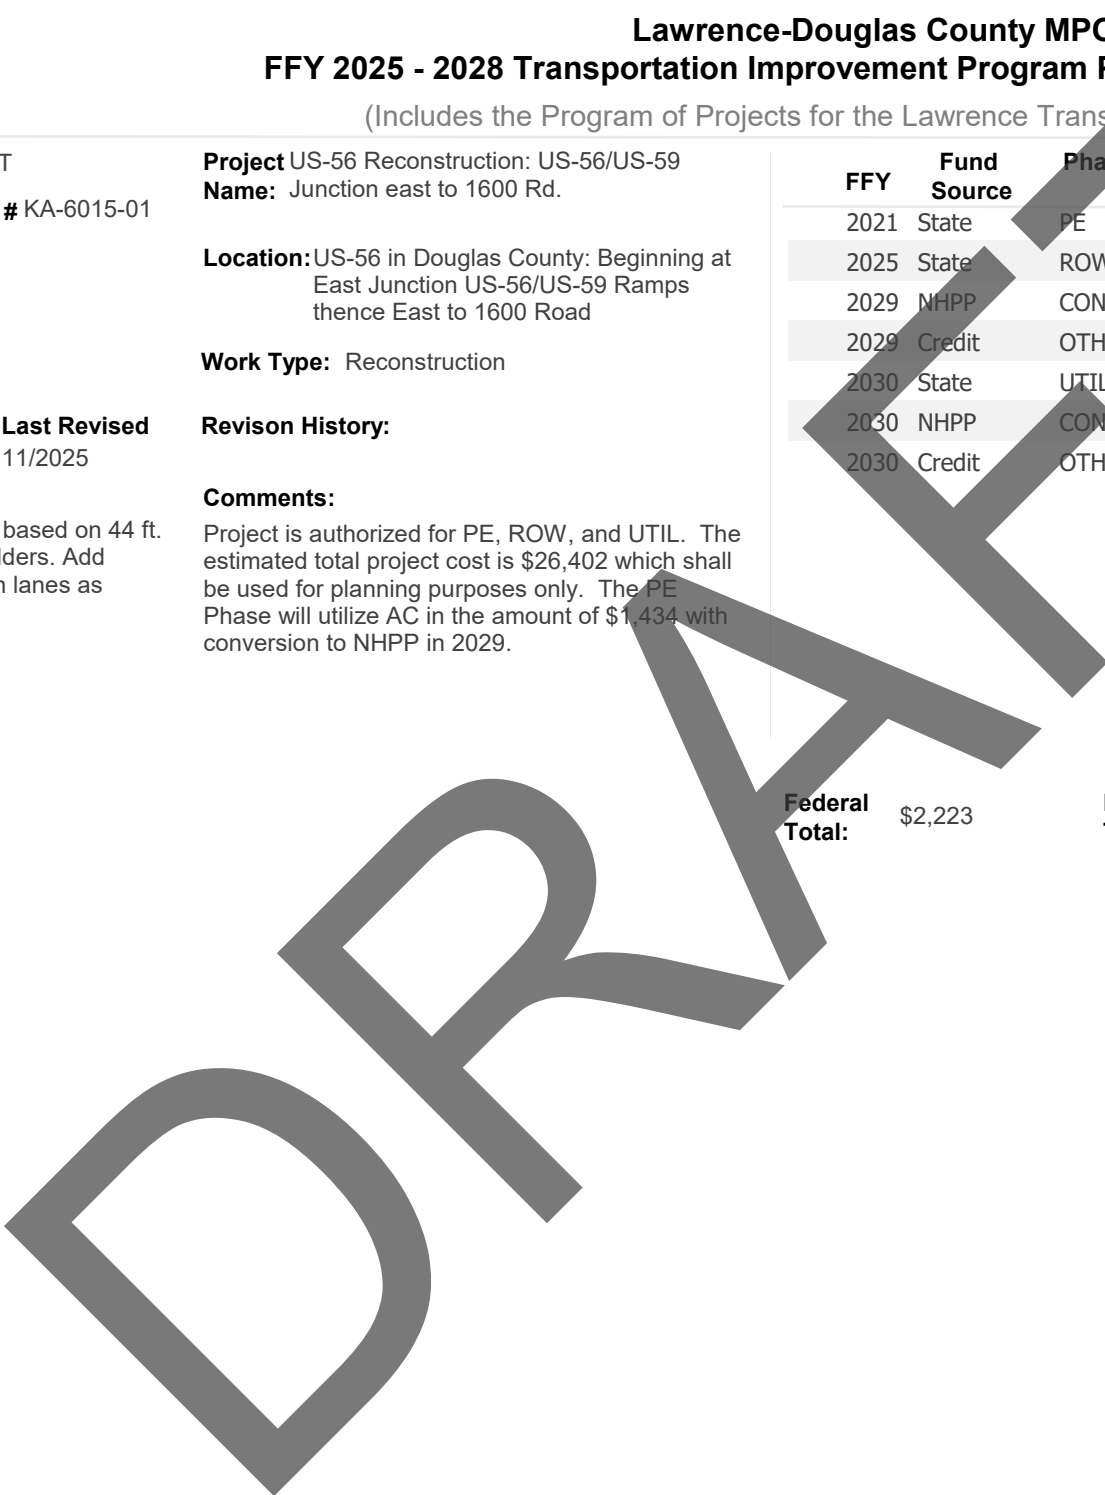 Lawrence-Douglas County MPO
FFY 2025 - 2028 Transportation Improvement Program P
(Includes the Program of Projects for the Lawrence Trans
T
# KA-6015-01
Project Name: US-56 Reconstruction: US-56/US-59
Junction east to 1600 Rd.
Location: US-56 in Douglas County: Beginning at
East Junction US-56/US-59 Ramps
thence East to 1600 Road
Work Type: Reconstruction
Last Revised
11/2025
Revison History:
based on 44 ft.
lders. Add
n lanes as
Comments:
Project is authorized for PE, ROW, and UTIL. The
estimated total project cost is $26,402 which shall
be used for planning purposes only. The PE
Phase will utilize AC in the amount of $1,434 with
conversion to NHPP in 2029.
FFY Fund Source Pha
2021 State PE
2025 State ROW
2029 NHPP CON
2029 Credit OTH
2030 State UTIL
2030 NHPP CON
2030 Credit OTH
Federal Total: $2,223
DRAFT